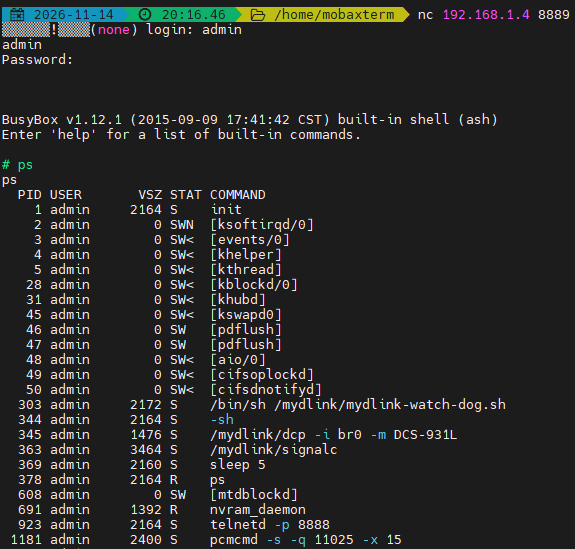 2026-11-14 20:16.46 /home/mobaxterm nc 192.168.1.4 8889
!(none) login: admin
admin
Password:
BusyBox v1.12.1 (2015-09-09 17:41:42 CST) built-in shell (ash)
Enter 'help' for a list of built-in commands.
# ps
ps
PID USER VSZ STAT COMMAND
1 admin 2164 S init
2 admin 0 SWN [ksoftirqd/0]
3 admin 0 SW< [events/0]
4 admin 0 SW< [khelper]
5 admin 0 SW< [kthread]
28 admin 0 SW< [kblockd/0]
31 admin 0 SW< [khubd]
45 admin 0 SW< [kswapd0]
46 admin 0 SW [pdflush]
47 admin 0 SW [pdflush]
48 admin 0 SW< [aio/0]
49 admin 0 SW< [cifsoplockd]
50 admin 0 SW< [cifsdnotifyd]
303 admin 2172 S /bin/sh /mydlink/mydlink-watch-dog.sh
344 admin 2164 S -sh
345 admin 1476 S /mydlink/dcp -i br0 -m DCS-931L
363 admin 3464 S /mydlink/signalc
369 admin 2160 S sleep 5
378 admin 2164 R ps
608 admin 0 SW [mtdblockd]
691 admin 1392 R nvram_daemon
923 admin 2164 S telnetd -p 8888
1181 admin 2400 S pcmcmd -s -q 11025 -x 15